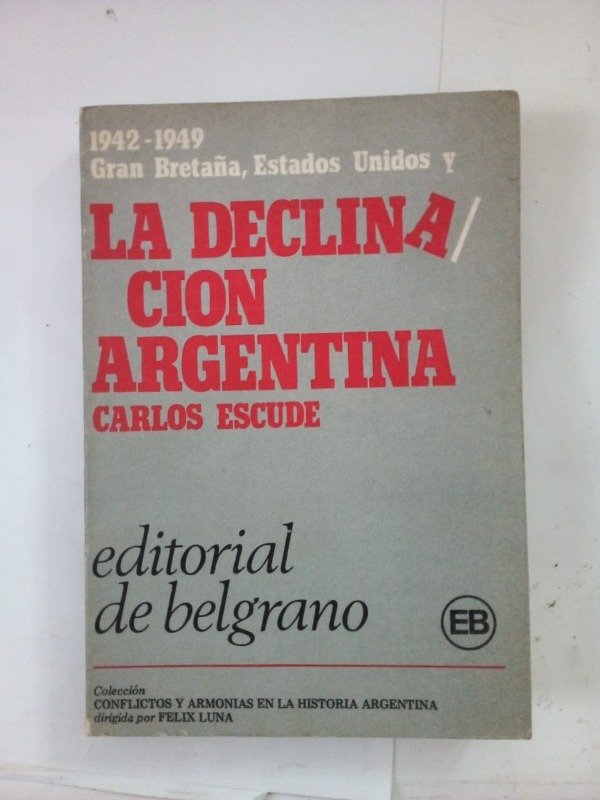 1942-1949
Gran Bretaña, Estados Unidos y
LA DECLINA/
CION
ARGENTINA
CARLOS ESCUDE
editorial
de belgrano
EB
Colección
CONFLICTOS Y ARMONIAS EN LA HISTORIA ARGENTINA
dirigida por FELIX LUNA